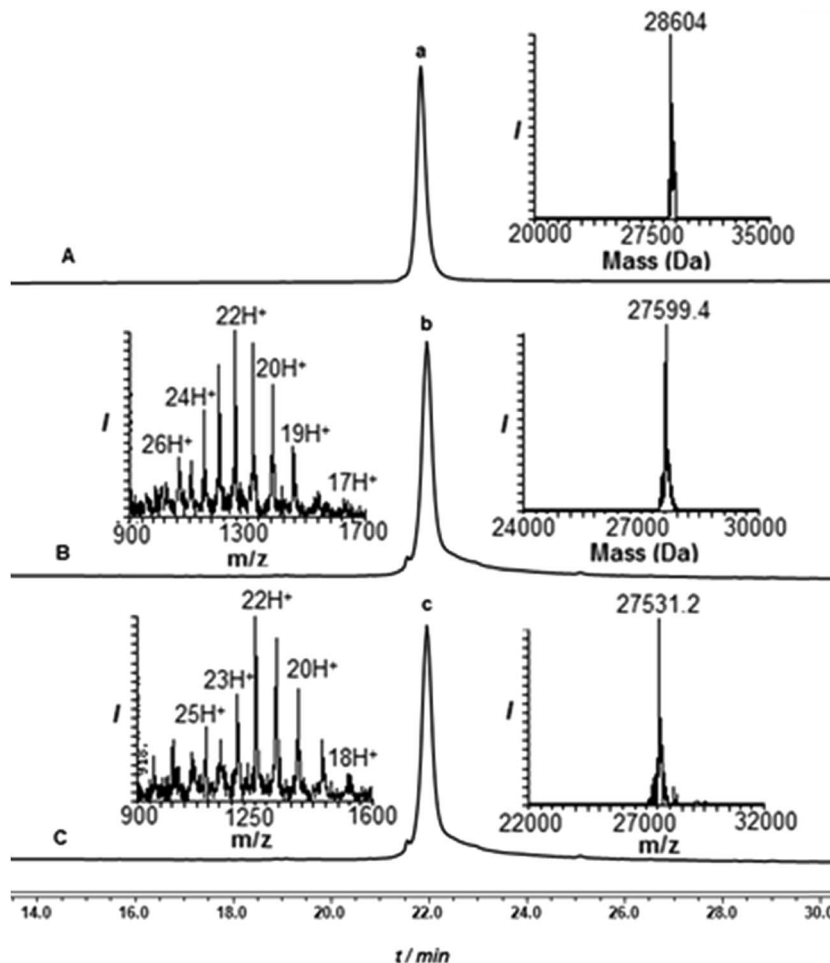 28604
a
I
20000 27500 35000
Mass (Da)
A
22H+
24H+
20H+
26H+
19H+
17H+
I
900 1300 1700
m/z
b
27599.4
I
24000 27000 30000
Mass (Da)
B
22H+
23H+
20H+
25H+
18H+
I
918.
900 1250 1600
m/z
c
27531.2
I
22000 27000 32000
m/z
C
14.0 16.0 18.0 20.0 22.0 24.0 26.0 28.0 30.0
t / min